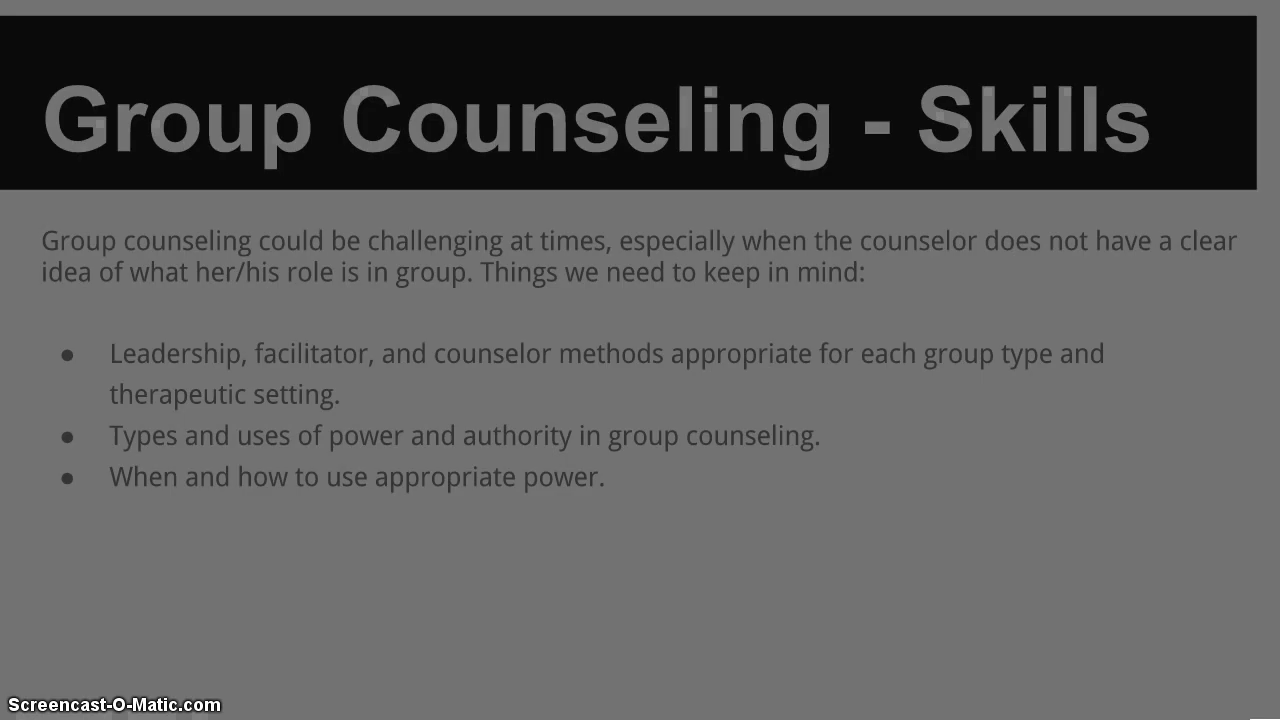 Group Counseling - Skills
Group counseling could be challenging at times, especially when the counselor does not have a clear
idea of what her/his role is in group. Things we need to keep in mind:
● Leadership, facilitator, and counselor methods appropriate for each group type and
therapeutic setting.
● Types and uses of power and authority in group counseling.
● When and how to use appropriate power.
Screencast-O-Matic.com